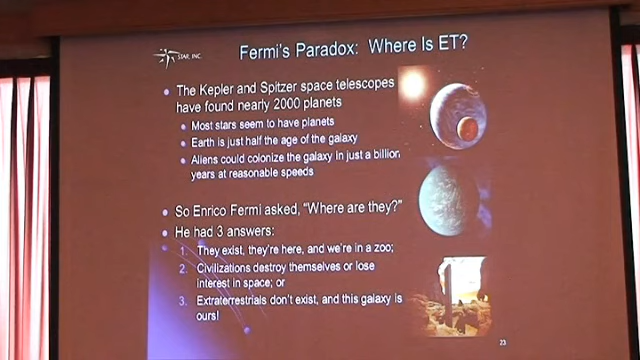 STAR, INC.
Fermi's Paradox: Where Is ET?
The Kepler and Spitzer space telescopes
have found nearly 2000 planets
Most stars seem to have planets
Earth is just half the age of the galaxy
Aliens could colonize the galaxy in just a billion
years at reasonable speeds
So Enrico Fermi asked, "Where are they?"
He had 3 answers:
1. They exist, they're here, and we're in a zoo;
2. Civilizations destroy themselves or lose
interest in space; or
3. Extraterrestrials don't exist, and this galaxy is
ours!
23